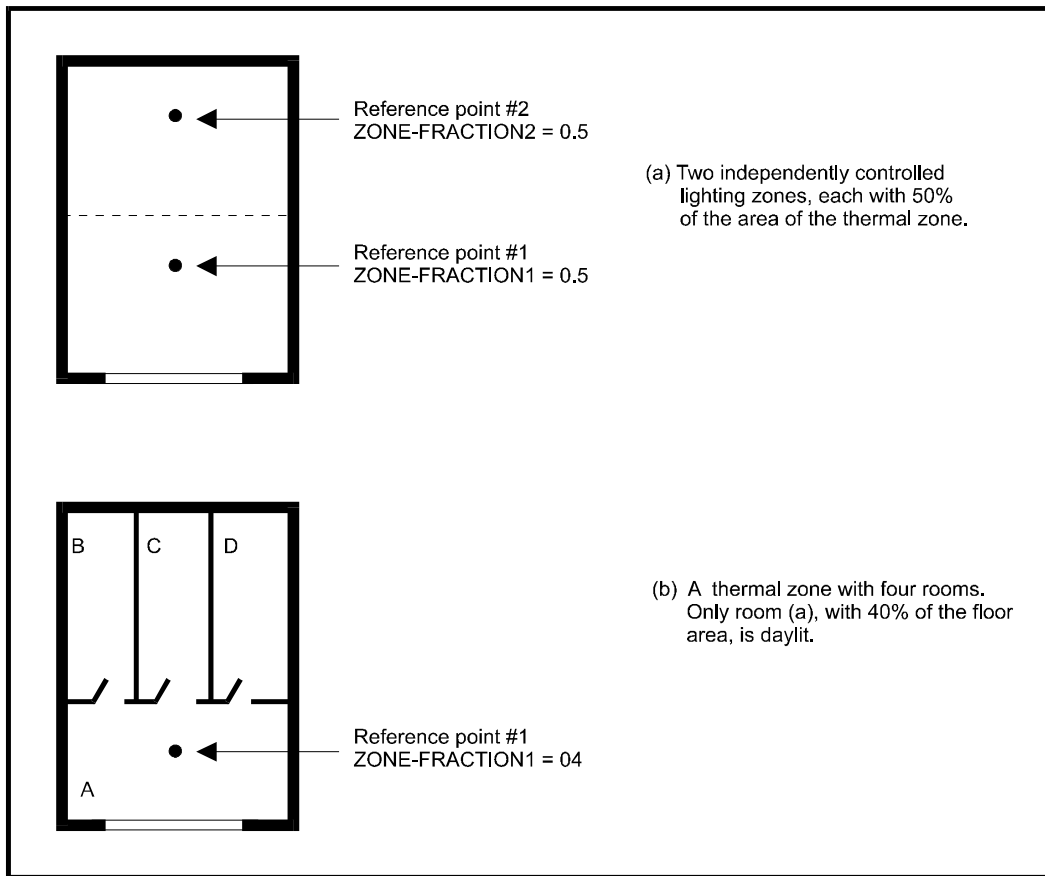 Reference point #2
ZONE-FRACTION2 = 0.5
(a) Two independently controlled
lighting zones, each with 50%
of the area of the thermal zone.
Reference point #1
ZONE-FRACTION1 = 0.5
B
C
D
(b) A thermal zone with four rooms.
Only room (a), with 40% of the floor
area, is daylit.
Reference point #1
ZONE-FRACTION1 = 04
A